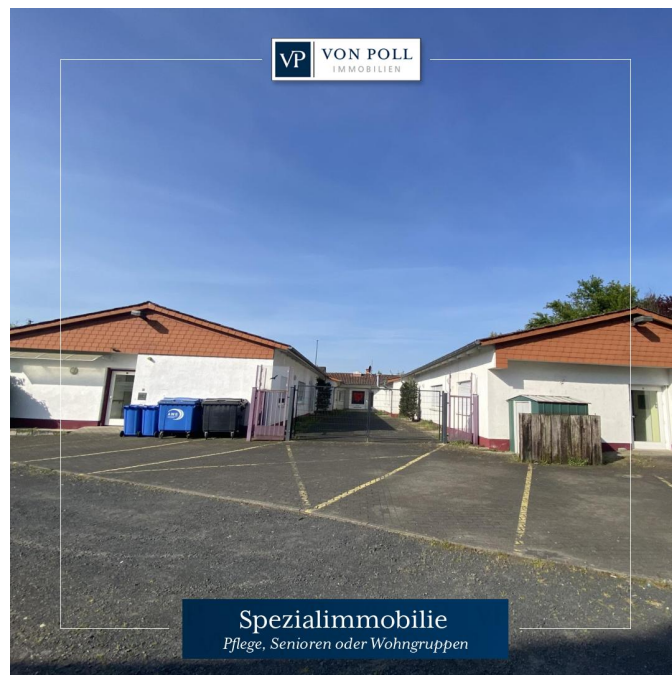 VP VON POLL
IMMOBILIEN
Spezialimmobilie
Pflege, Senioren oder Wohngruppen